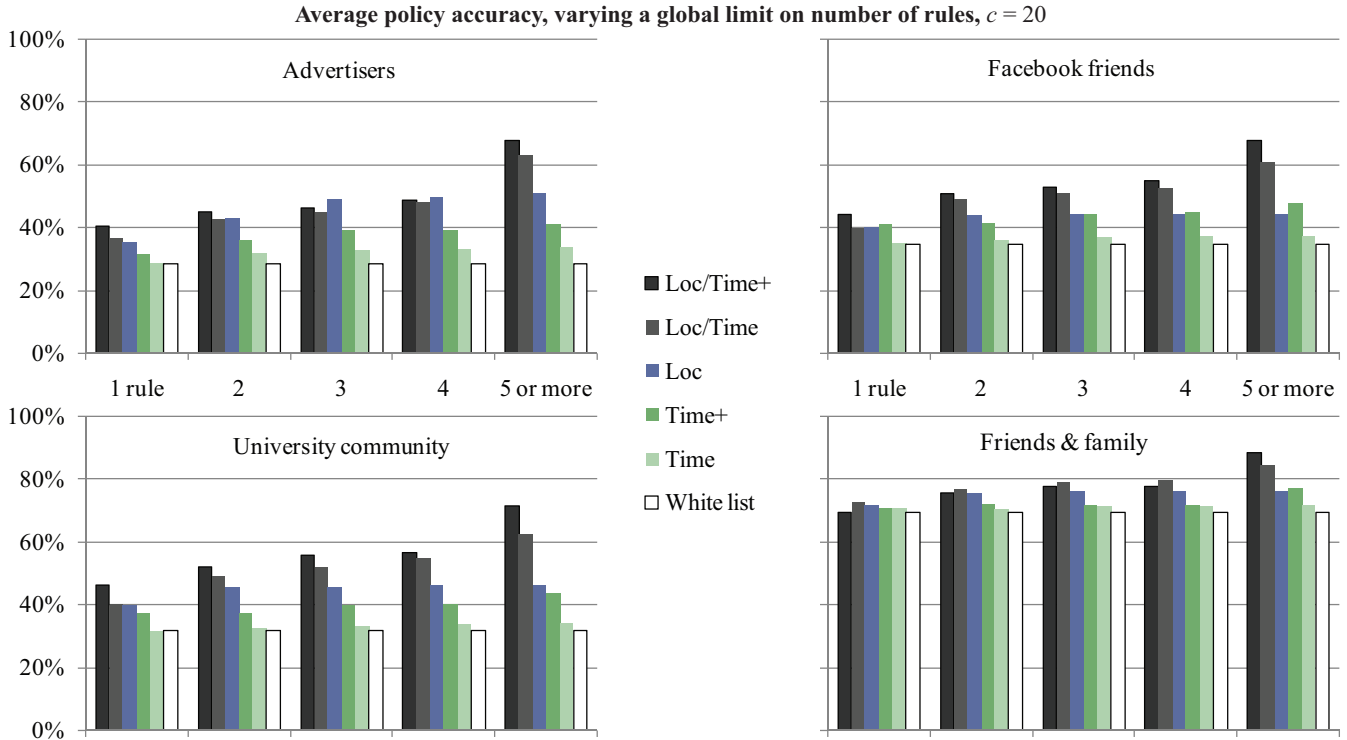 Average policy accuracy, varying a global limit on number of rules, c = 20
100%
80%
60%
40%
20%
0%
Advertisers
1 rule 2 3 4 5 or more
Facebook friends
1 rule 2 3 4 5 or more
Loc/Time+
Loc/Time
Loc
Time+
Time
White list
100%
80%
60%
40%
20%
0%
University community
Friends & family